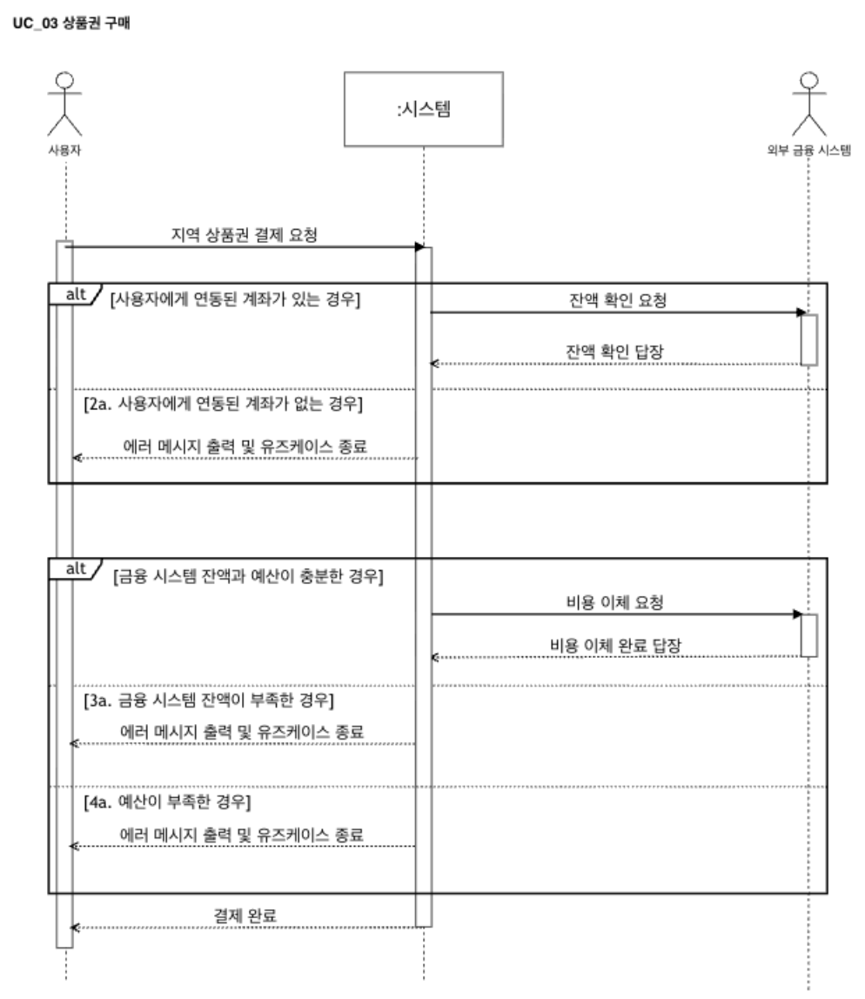 UC_03 상품권 구매
사용자
:시스템
외부 금융 시스템
지역 상품권 결제 요청
alt
[사용자에게 연동된 계좌가 있는 경우]
잔액 확인 요청
잔액 확인 답장
[2a. 사용자에게 연동된 계좌가 없는 경우]
에러 메시지 출력 및 유즈케이스 종료
alt
[금융 시스템 잔액과 예산이 충분한 경우]
비용 이체 요청
비용 이체 완료 답장
[3a. 금융 시스템 잔액이 부족한 경우]
에러 메시지 출력 및 유즈케이스 종료
[4a. 예산이 부족한 경우]
에러 메시지 출력 및 유즈케이스 종료
결제 완료